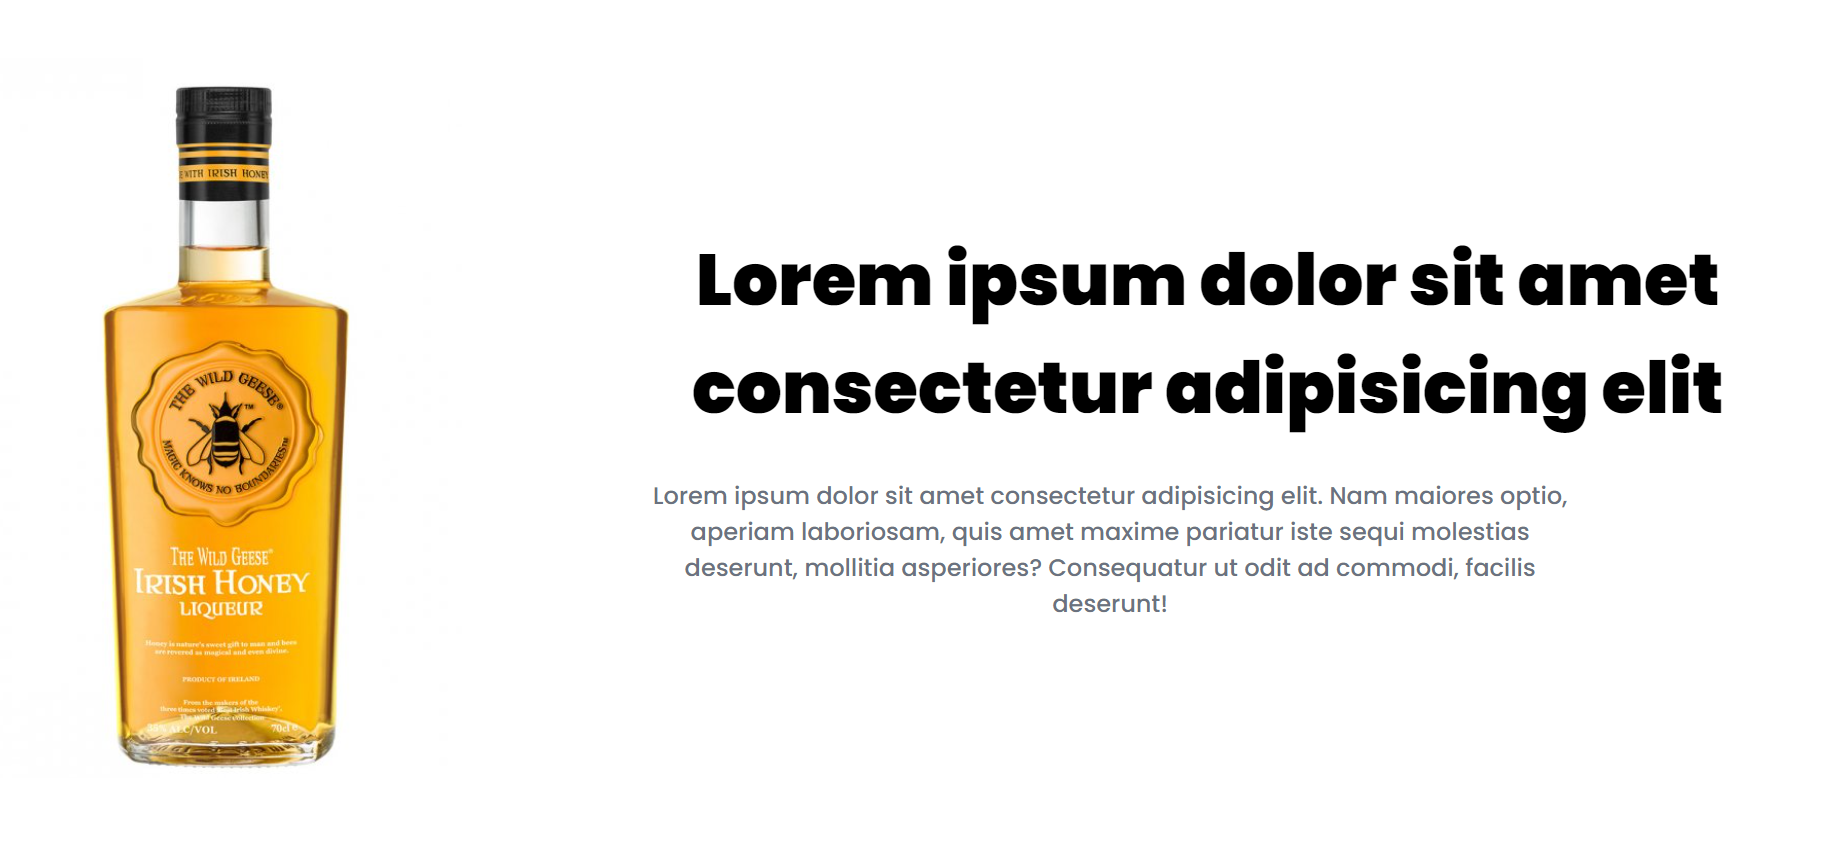 E WITH IRISH HONEY
THE WILD GEESE®
™
MAGIC KNOWS NO BOUNDARIES™
THE WILD GEESE®
IRISH HONEY
LIQUEUR
Honey is nature's sweet gift to man and bees
are revered as magical and even divine.
PRODUCT OF IRELAND
From the makers of the
three times voted Best Irish Whiskey'.
The Wild Geese Collection
35% ALC/VOL 70cl e
Lorem ipsum dolor sit amet
consectetur adipisicing elit
Lorem ipsum dolor sit amet consectetur adipisicing elit. Nam maiores optio,
aperiam laboriosam, quis amet maxime pariatur iste sequi molestias
deserunt, mollitia asperiores? Consequatur ut odit ad commodi, facilis
deserunt!